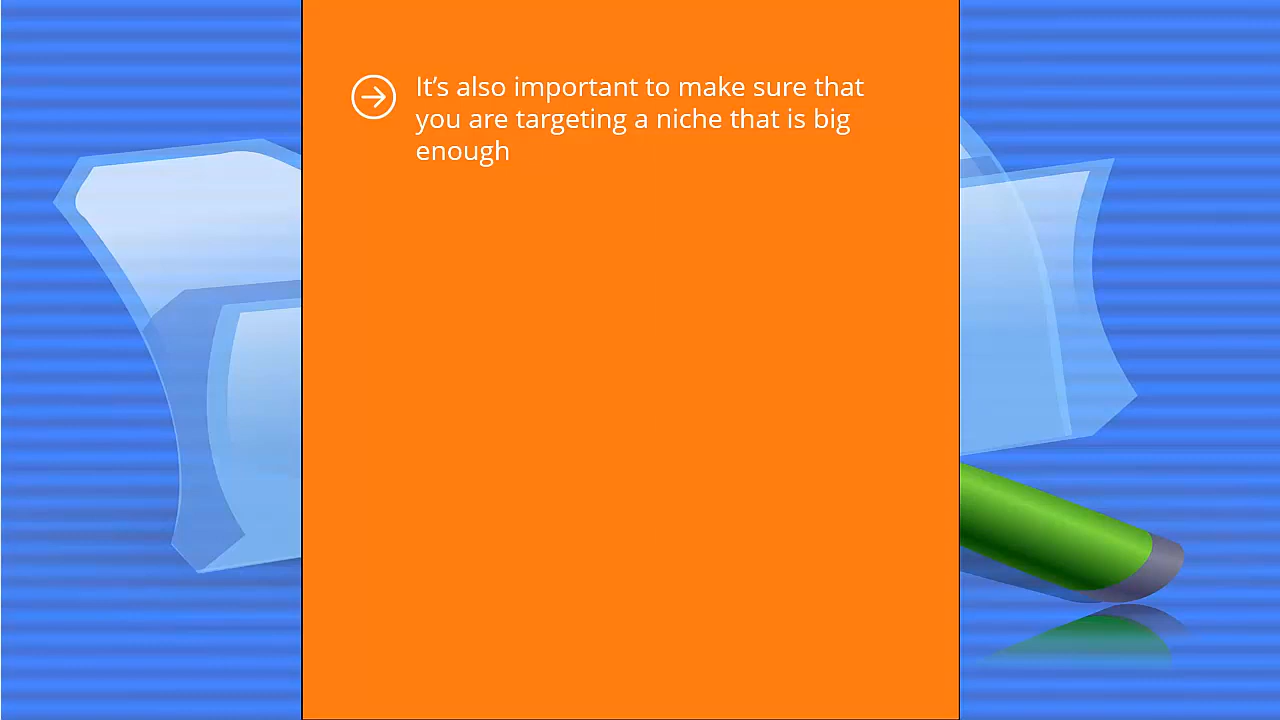 It’s also important to make sure that
you are targeting a niche that is big
enough